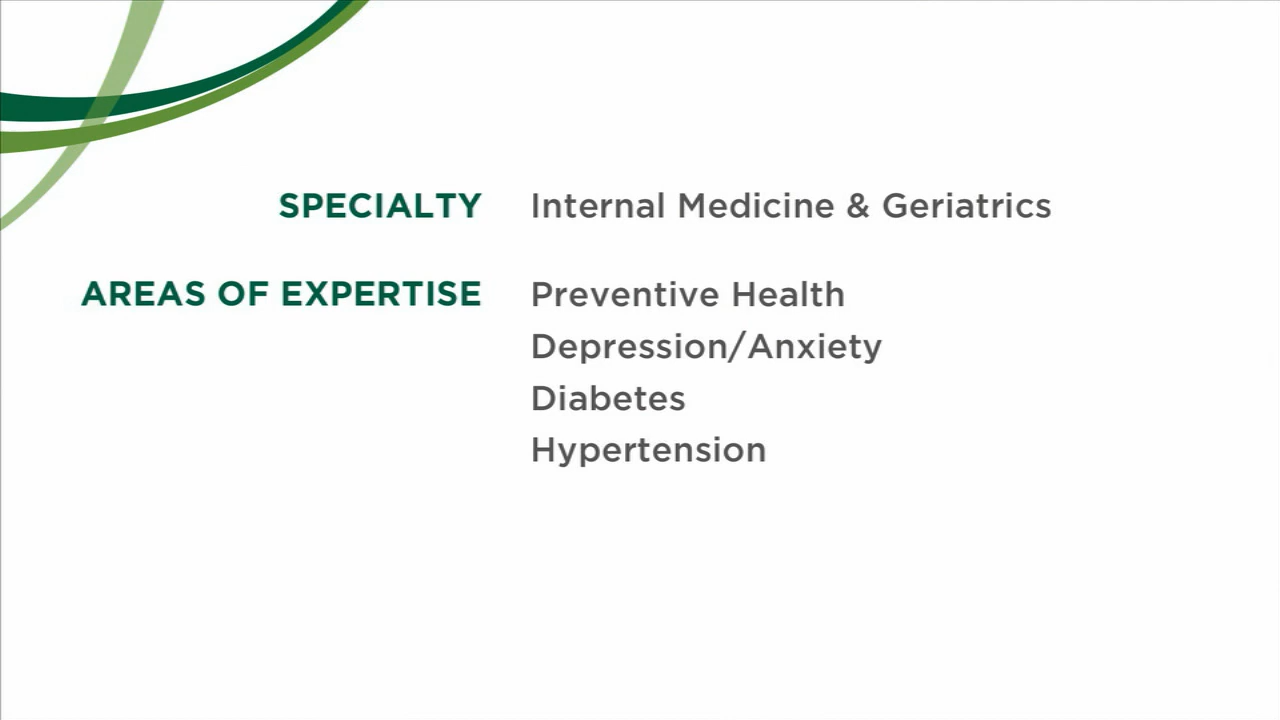 SPECIALTY Internal Medicine & Geriatrics
AREAS OF EXPERTISE Preventive Health
Depression/Anxiety
Diabetes
Hypertension